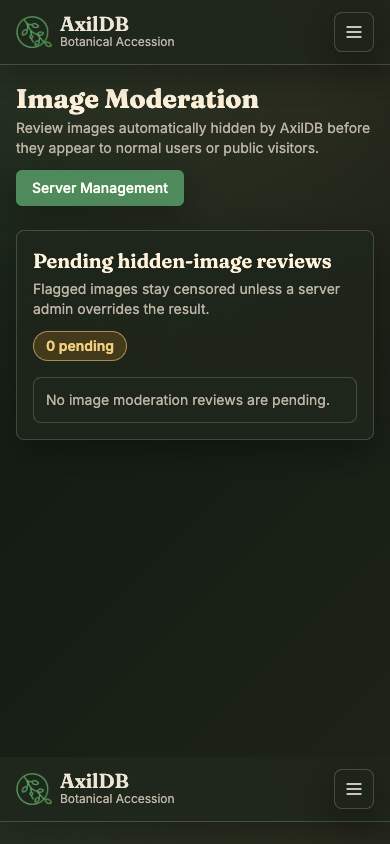 AxilDB
Botanical Accession
Image Moderation
Review images automatically hidden by AxilDB before
they appear to normal users or public visitors.
Server Management
Pending hidden-image reviews
Flagged images stay censored unless a server
admin overrides the result.
0 pending
No image moderation reviews are pending.
AxilDB
Botanical Accession